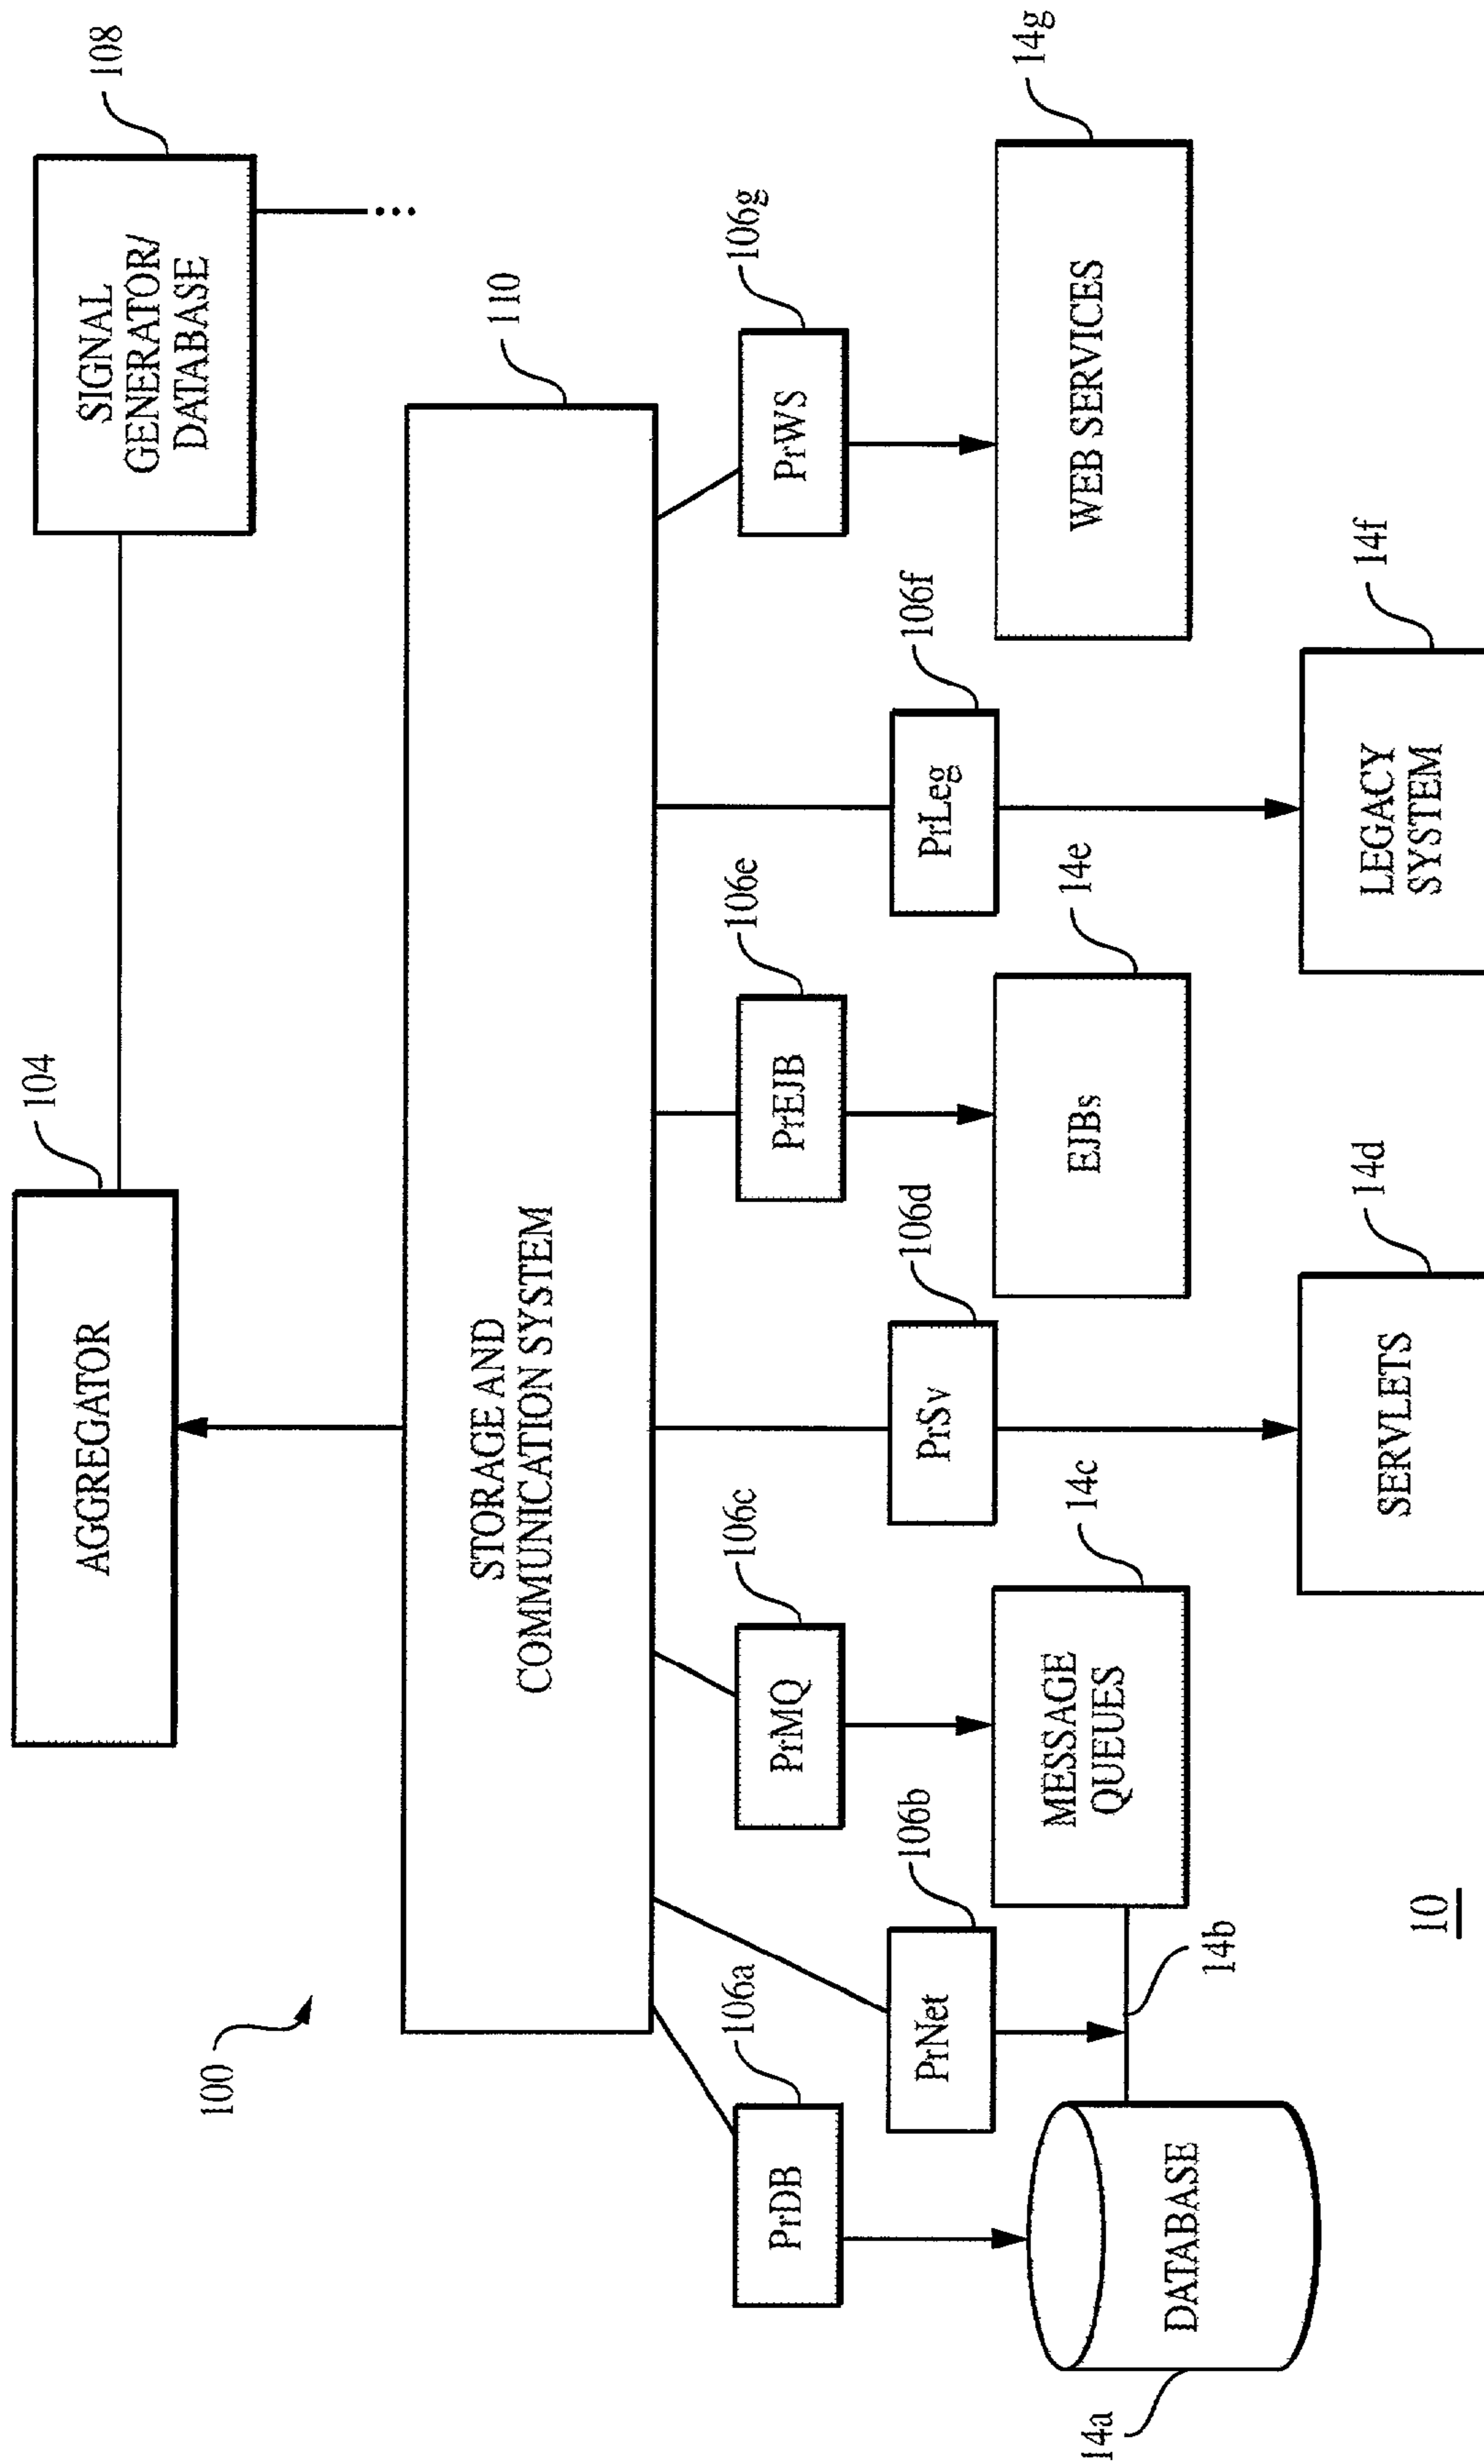 108
SIGNAL
GENERATOR/
DATABASE
104
AGGREGATOR
100
110
STORAGE AND
COMMUNICATION SYSTEM
106a
PrDB
106b
PrNet
106c
PrMQ
106d
PrSv
106e
PrEJB
106f
PrLeg
106g
PrWS
14a
DATABASE
14b
14c
MESSAGE
QUEUES
14d
SERVLETS
14e
EJBs
14f
LEGACY
SYSTEM
14g
WEB SERVICES
10